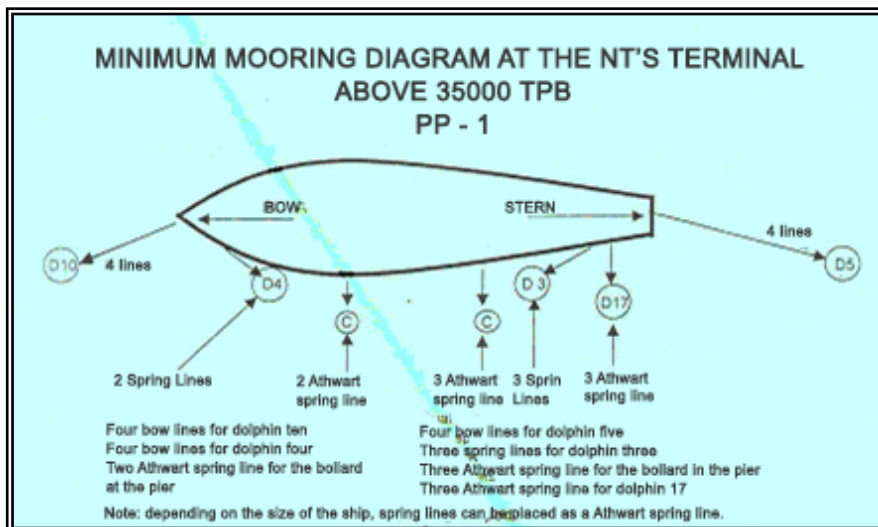 MINIMUM MOORING DIAGRAM AT THE NT'S TERMINAL
ABOVE 35000 TPB
PP - 1
BOW
STERN
4 lines
4 lines
D10
D4
D 3
D5
D17
C
C
2 Spring Lines
2 Athwart
spring line
3 Athwart
spring line
3 Sprin
Lines
3 Athwart
spring line
Four bow lines for dolphin ten
Four bow lines for dolphin four
Two Athwart spring line for the bollard
at the pier
Four bow lines for dolphin five
Three spring lines for dolphin three
Three Athwart spring line for the bollard in the pier
Three Athwart spring line for dolphin 17
Note: depending on the size of the ship, spring lines can be placed as a Athwart spring line.